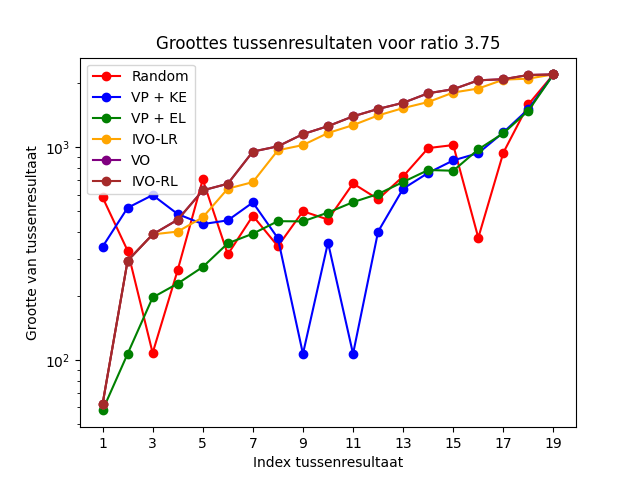 Groottes tussenresultaten voor ratio 3.75
Random
VP + KE
VP + EL
IVO-LR
VO
IVO-RL
Grootte van tussenresultaat
10³
10²
1 3 5 7 9 11 13 15 17 19
Index tussenresultaat